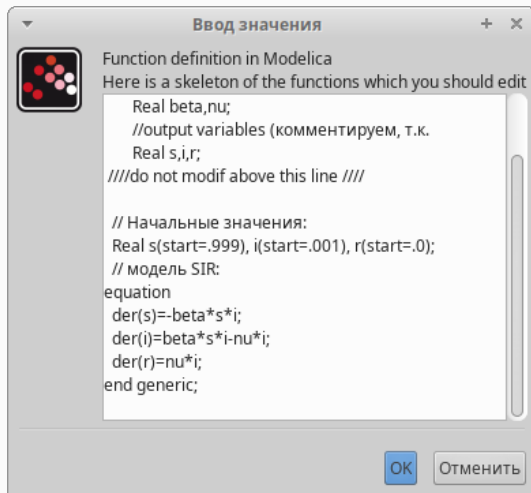 Ввод значения
Function definition in Modelica
Here is a skeleton of the functions which you should edit
Real beta,nu;
//output variables (комментируем, т.к.
Real s,i,r;
////do not modif above this line ////
// Начальные значения:
Real s(start=.999), i(start=.001), r(start=.0);
// модель SIR:
equation
der(s)=-beta*s*i;
der(i)=beta*s*i-nu*i;
der(r)=nu*i;
end generic;
OK
Отменить